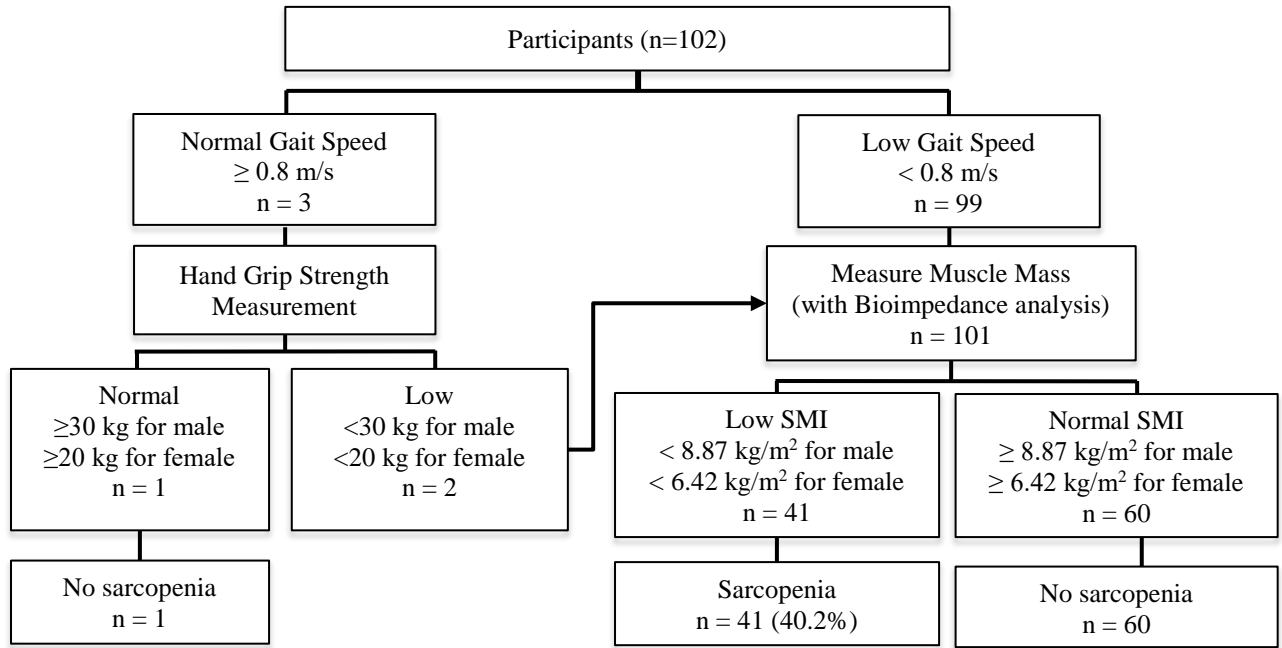 Participants (n=102)
Normal Gait Speed
≥ 0.8 m/s
n = 3
Low Gait Speed
< 0.8 m/s
n = 99
Hand Grip Strength
Measurement
Measure Muscle Mass
(with Bioimpedance analysis)
n = 101
Normal
≥30 kg for male
≥20 kg for female
n = 1
Low
<30 kg for male
<20 kg for female
n = 2
Low SMI
< 8.87 kg/m² for male
< 6.42 kg/m² for female
n = 41
Normal SMI
≥ 8.87 kg/m² for male
≥ 6.42 kg/m² for female
n = 60
No sarcopenia
n = 1
Sarcopenia
n = 41 (40.2%)
No sarcopenia
n = 60